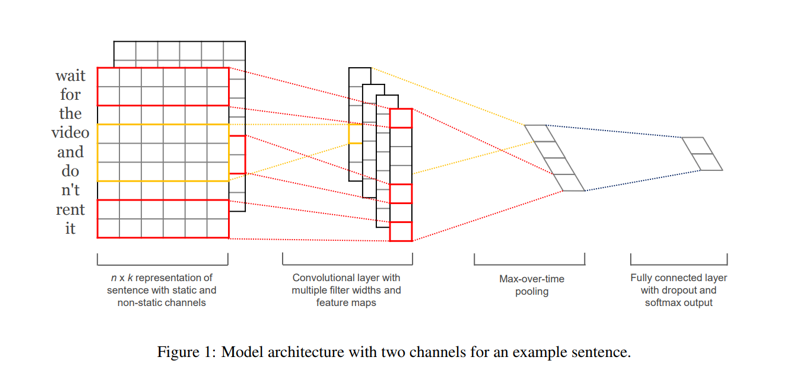 wait
for
the
video
and
do
n't
rent
it
n x k representation of
sentence with static and
non-static channels
Convolutional layer with
multiple filter widths and
feature maps
Max-over-time
pooling
Fully connected layer
with dropout and
softmax output
Figure 1: Model architecture with two channels for an example sentence.